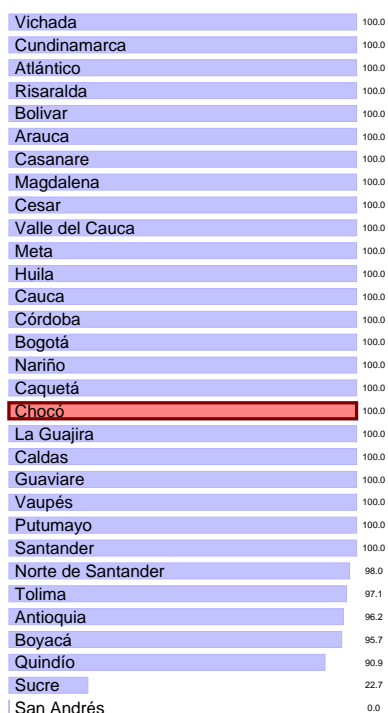 Vichada 100.0
Cundinamarca 100.0
Atlántico 100.0
Risaralda 100.0
Bolivar 100.0
Arauca 100.0
Casanare 100.0
Magdalena 100.0
Cesar 100.0
Valle del Cauca 100.0
Meta 100.0
Huila 100.0
Cauca 100.0
Córdoba 100.0
Bogotá 100.0
Nariño 100.0
Caquetá 100.0
Chocó 100.0
La Guajira 100.0
Caldas 100.0
Guaviare 100.0
Vaupés 100.0
Putumayo 100.0
Santander 100.0
Norte de Santander 98.0
Tolima 97.1
Antioquia 96.2
Boyacá 95.7
Quindío 90.9
Sucre 22.7
San Andrés 0.0